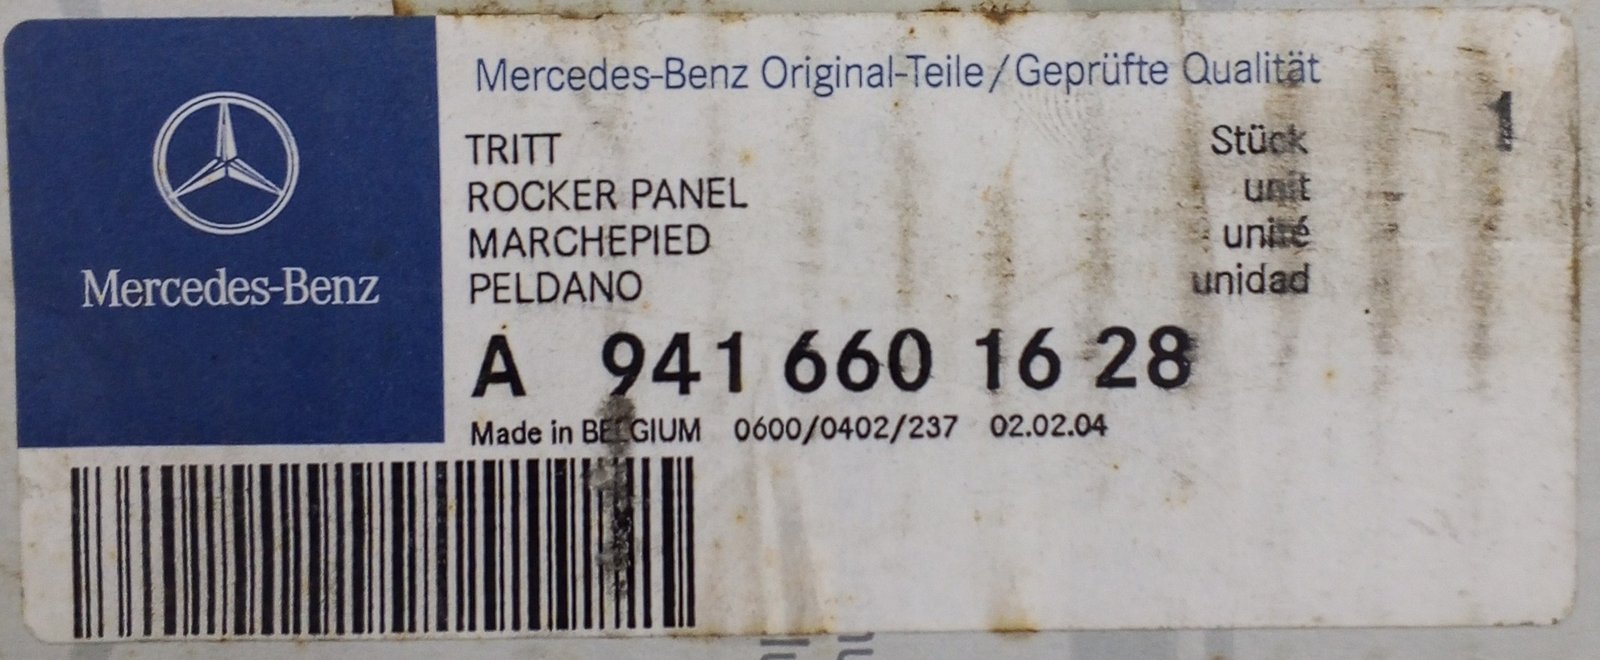 Mercedes-Benz
Mercedes-Benz Original-Teile/Geprüfte Qualität
TRITT
ROCKER PANEL
MARCHEPIED
PELDANO
Stück 1
unit
unité
unidad
A 941 660 16 28
Made in BELGIUM 0600/0402/237 02.02.04